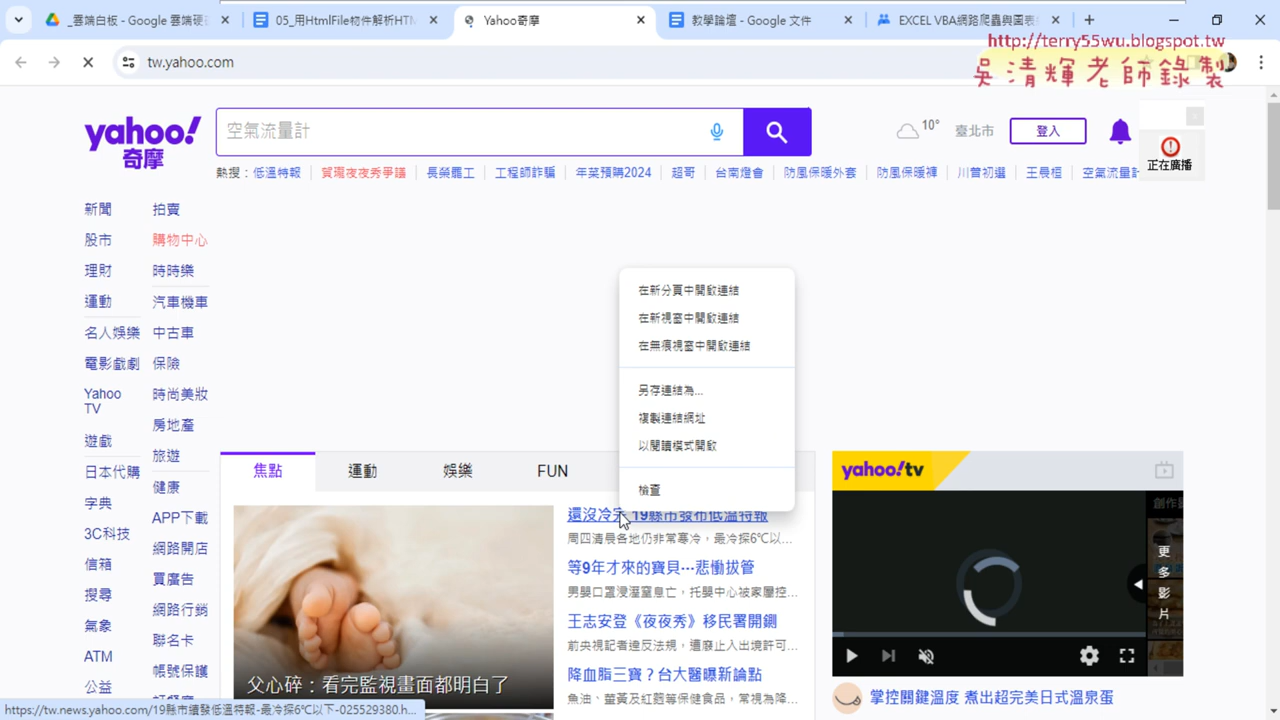 _雲端白板 - Google 雲端硬
05_用HtmlFile物件解析HTM
Yahoo奇摩
教學論壇 - Google 文件
EXCEL VBA網路爬蟲與圖表
http://terry55wu.blogspot.tw
吳清輝老師錄製
tw.yahoo.com
yahoo!
奇摩
空氣流量計
10°
臺北市
登入
正在廣播
熱搜：
低溫特報
賀瓏夜夜秀爭議
長榮罷工
工程師詐騙
年菜預購2024
超哥
台南燈會
防風保暖外套
防風保暖褲
川普初選
王晨桓
空氣流量計
新聞
拍賣
股市
購物中心
理財
時時樂
運動
汽車機車
名人娛樂
中古車
電影戲劇
保險
Yahoo TV
時尚美妝
房地產
遊戲
旅遊
日本代購
健康
字典
APP下載
3C科技
網路開店
信箱
買廣告
搜尋
網路行銷
氣象
聯名卡
ATM
帳號保護
公益
在新分頁中開啟連結
在新視窗中開啟連結
在無痕視窗中開啟連結
另存連結為...
複製連結網址
以閱讀模式開啟
檢查
焦點
運動
娛樂
FUN
還沒冷完 19縣市發布低溫特報
周四清晨各地仍非常寒冷，最冷探6℃以...
等9年才來的寶貝…悲慟拔管
男嬰口罩浸溼窒息亡，托嬰中心被家屬控...
王志安登《夜夜秀》移民署開鍘
前央視記者違反法規，遭廢止入出境許可...
降血脂三寶？台大醫曝新論點
魚油、薑黃及紅麴等保健食品，常視為降...
父心碎：看完監視畫面都明白了
yahoo!tv
更多影片
掌控關鍵溫度 煮出超完美日式溫泉蛋
https://tw.news.yahoo.com/19縣市續發低溫特報-最冷探6℃以下-025529380.h...